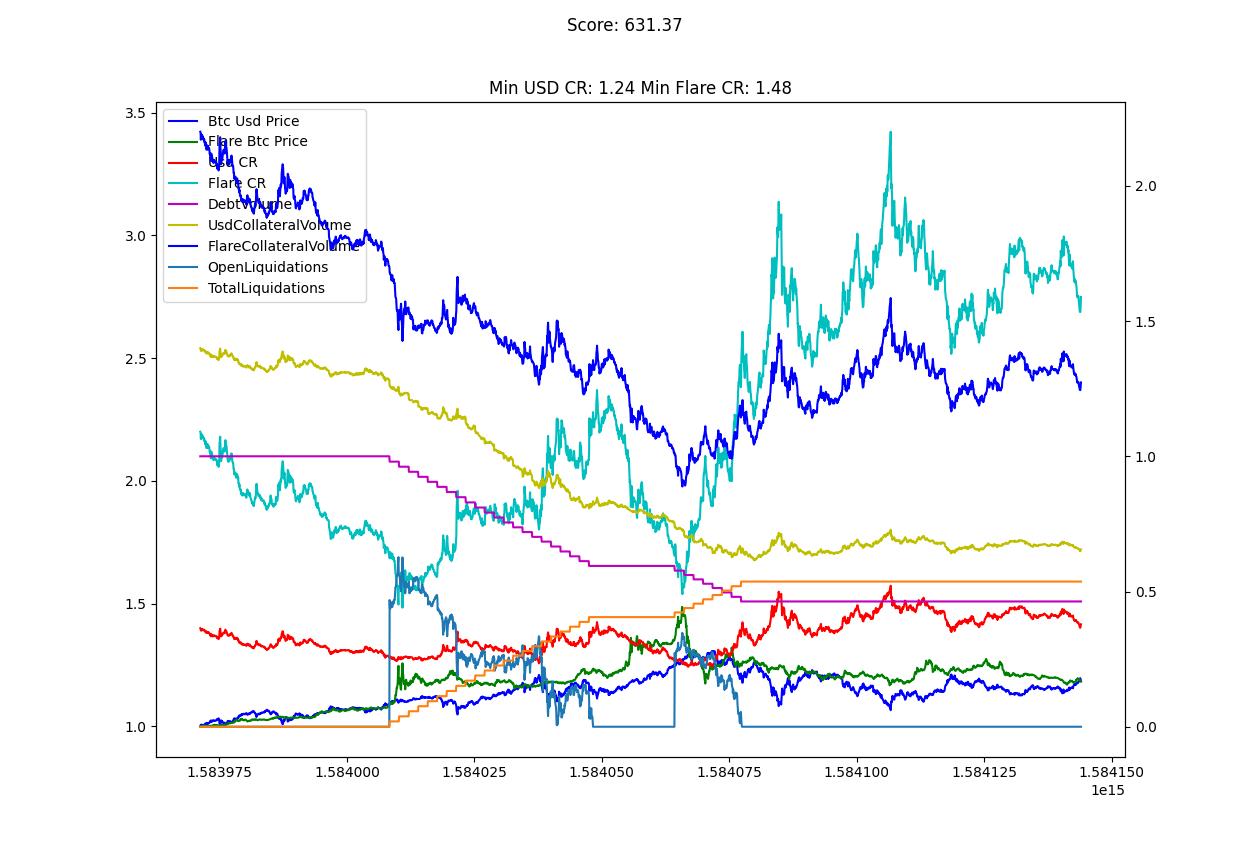 Score: 631.37
Min USD CR: 1.24 Min Flare CR: 1.48
3.5
3.0
2.5
2.0
1.5
1.0
Btc Usd Price
Flare Btc Price
Usd CR
Flare CR
DebtVolume
UsdCollateralVolume
FlareCollateralVolume
OpenLiquidations
TotalLiquidations
2.0
1.5
1.0
0.5
0.0
1.583975 1.584000 1.584025 1.584050 1.584075 1.584100 1.584125 1.584150
1e15